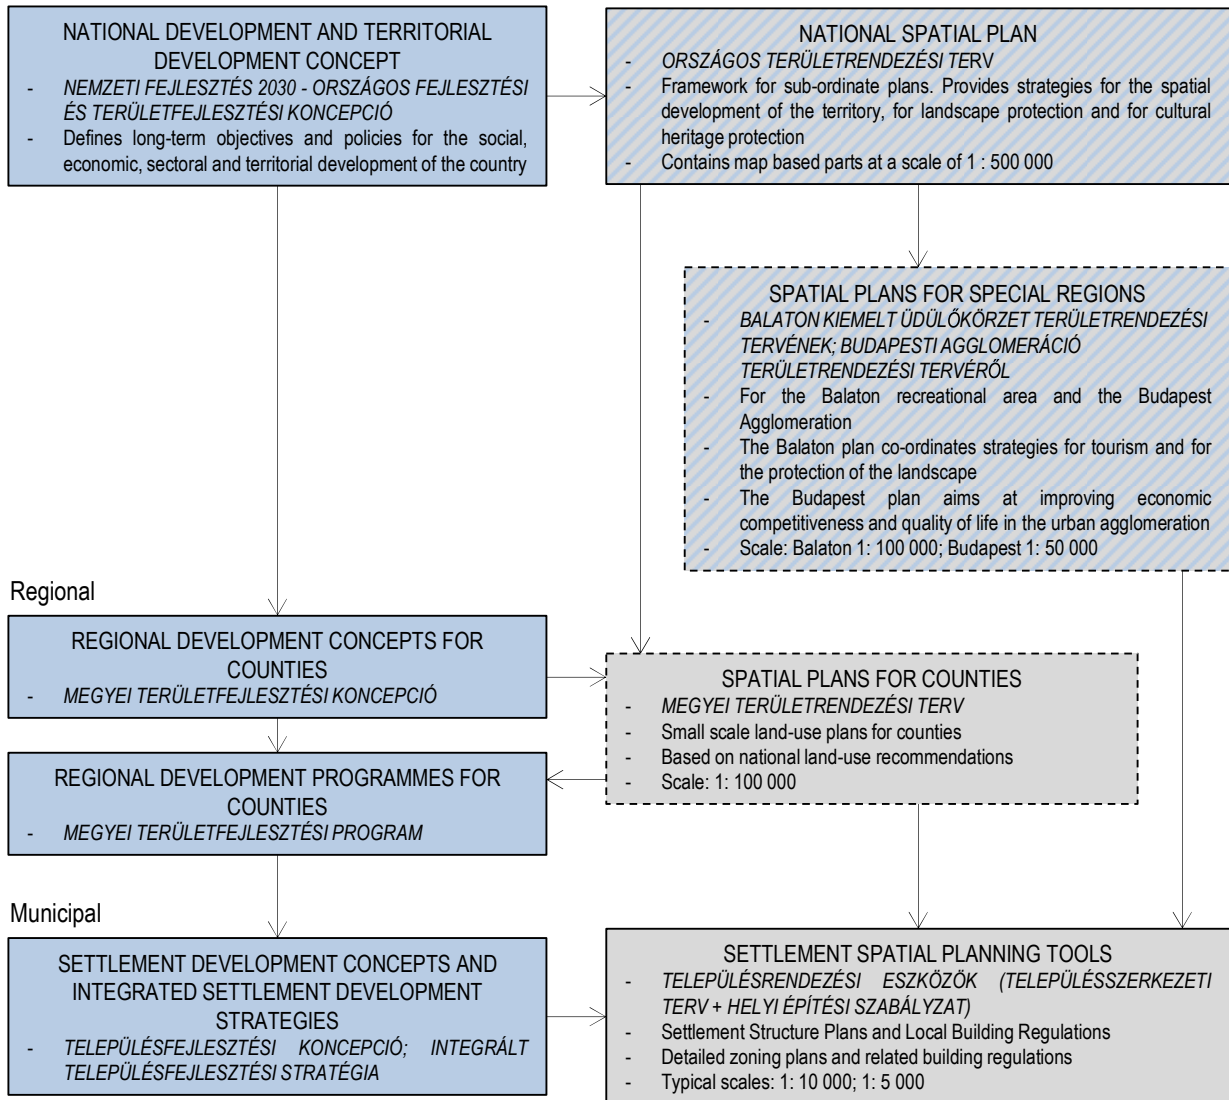 NATIONAL DEVELOPMENT AND TERRITORIAL
DEVELOPMENT CONCEPT
- NEMZETI FEJLESZTÉS 2030 - ORSZÁGOS FEJLESZTÉSI
ÉS TERÜLETFEJLESZTÉSI KONCEPCIÓ
- Defines long-term objectives and policies for the social,
economic, sectoral and territorial development of the country
NATIONAL SPATIAL PLAN
- ORSZÁGOS TERÜLETRENDEZÉSI TERV
- Framework for sub-ordinate plans. Provides strategies for the spatial
development of the territory, for landscape protection and for cultural
heritage protection
- Contains map based parts at a scale of 1 : 500 000
SPATIAL PLANS FOR SPECIAL REGIONS
- BALATON KIEMELT ÜDÜLŐKÖRZET TERÜLETRENDEZÉSI
TERVÉNEK; BUDAPESTI AGGLOMERÁCIÓ
TERÜLETRENDEZÉSI TERVÉRŐL
- For the Balaton recreational area and the Budapest
Agglomeration
- The Balaton plan co-ordinates strategies for tourism and for
the protection of the landscape
- The Budapest plan aims at improving economic
competitiveness and quality of life in the urban agglomeration
- Scale: Balaton 1: 100 000; Budapest 1: 50 000
Regional
REGIONAL DEVELOPMENT CONCEPTS FOR
COUNTIES
- MEGYEI TERÜLETFEJLESZTÉSI KONCEPCIÓ
SPATIAL PLANS FOR COUNTIES
- MEGYEI TERÜLETRENDEZÉSI TERV
- Small scale land-use plans for counties
- Based on national land-use recommendations
- Scale: 1: 100 000
REGIONAL DEVELOPMENT PROGRAMMES FOR
COUNTIES
- MEGYEI TERÜLETFEJLESZTÉSI PROGRAM
Municipal
SETTLEMENT DEVELOPMENT CONCEPTS AND
INTEGRATED SETTLEMENT DEVELOPMENT
STRATEGIES
- TELEPÜLÉSFEJLESZTÉSI KONCEPCIÓ; INTEGRÁLT
TELEPÜLÉSFEJLESZTÉSI STRATÉGIA
SETTLEMENT SPATIAL PLANNING TOOLS
- TELEPÜLÉSRENDEZÉSI ESZKÖZÖK (TELEPÜLÉSSZERKEZETI
TERV + HELYI ÉPÍTÉSI SZABÁLYZAT)
- Settlement Structure Plans and Local Building Regulations
- Detailed zoning plans and related building regulations
- Typical scales: 1: 10 000; 1: 5 000